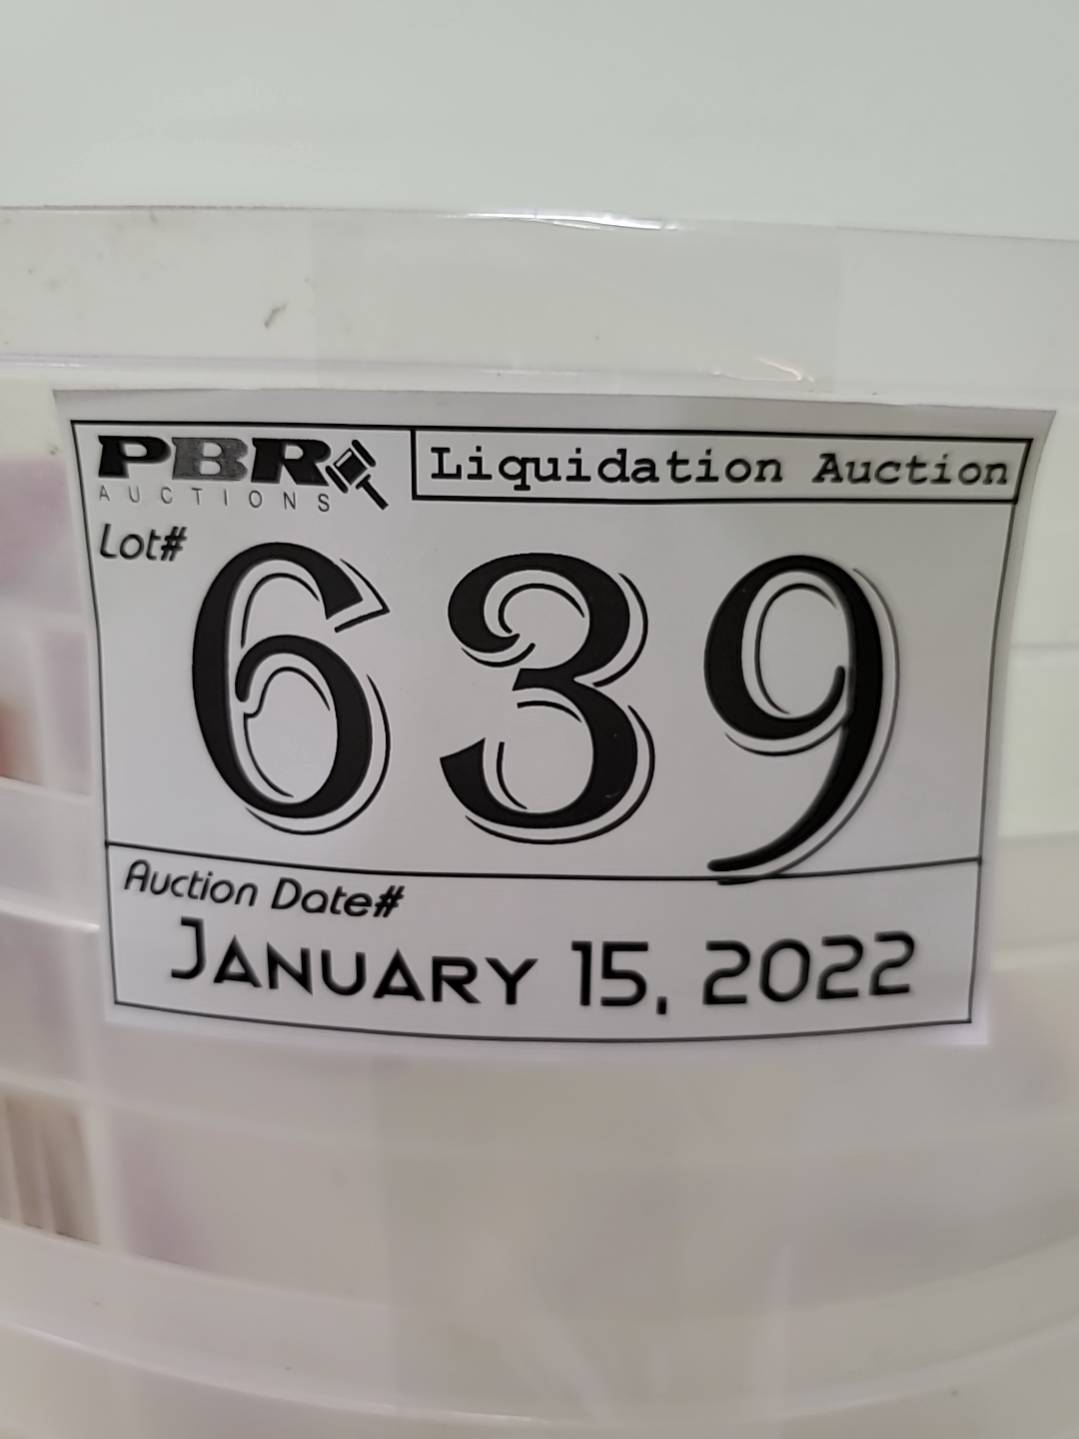 PBR
AUCTIONS
Liquidation Auction
Lot#
639
Auction Date#
January 15, 2022